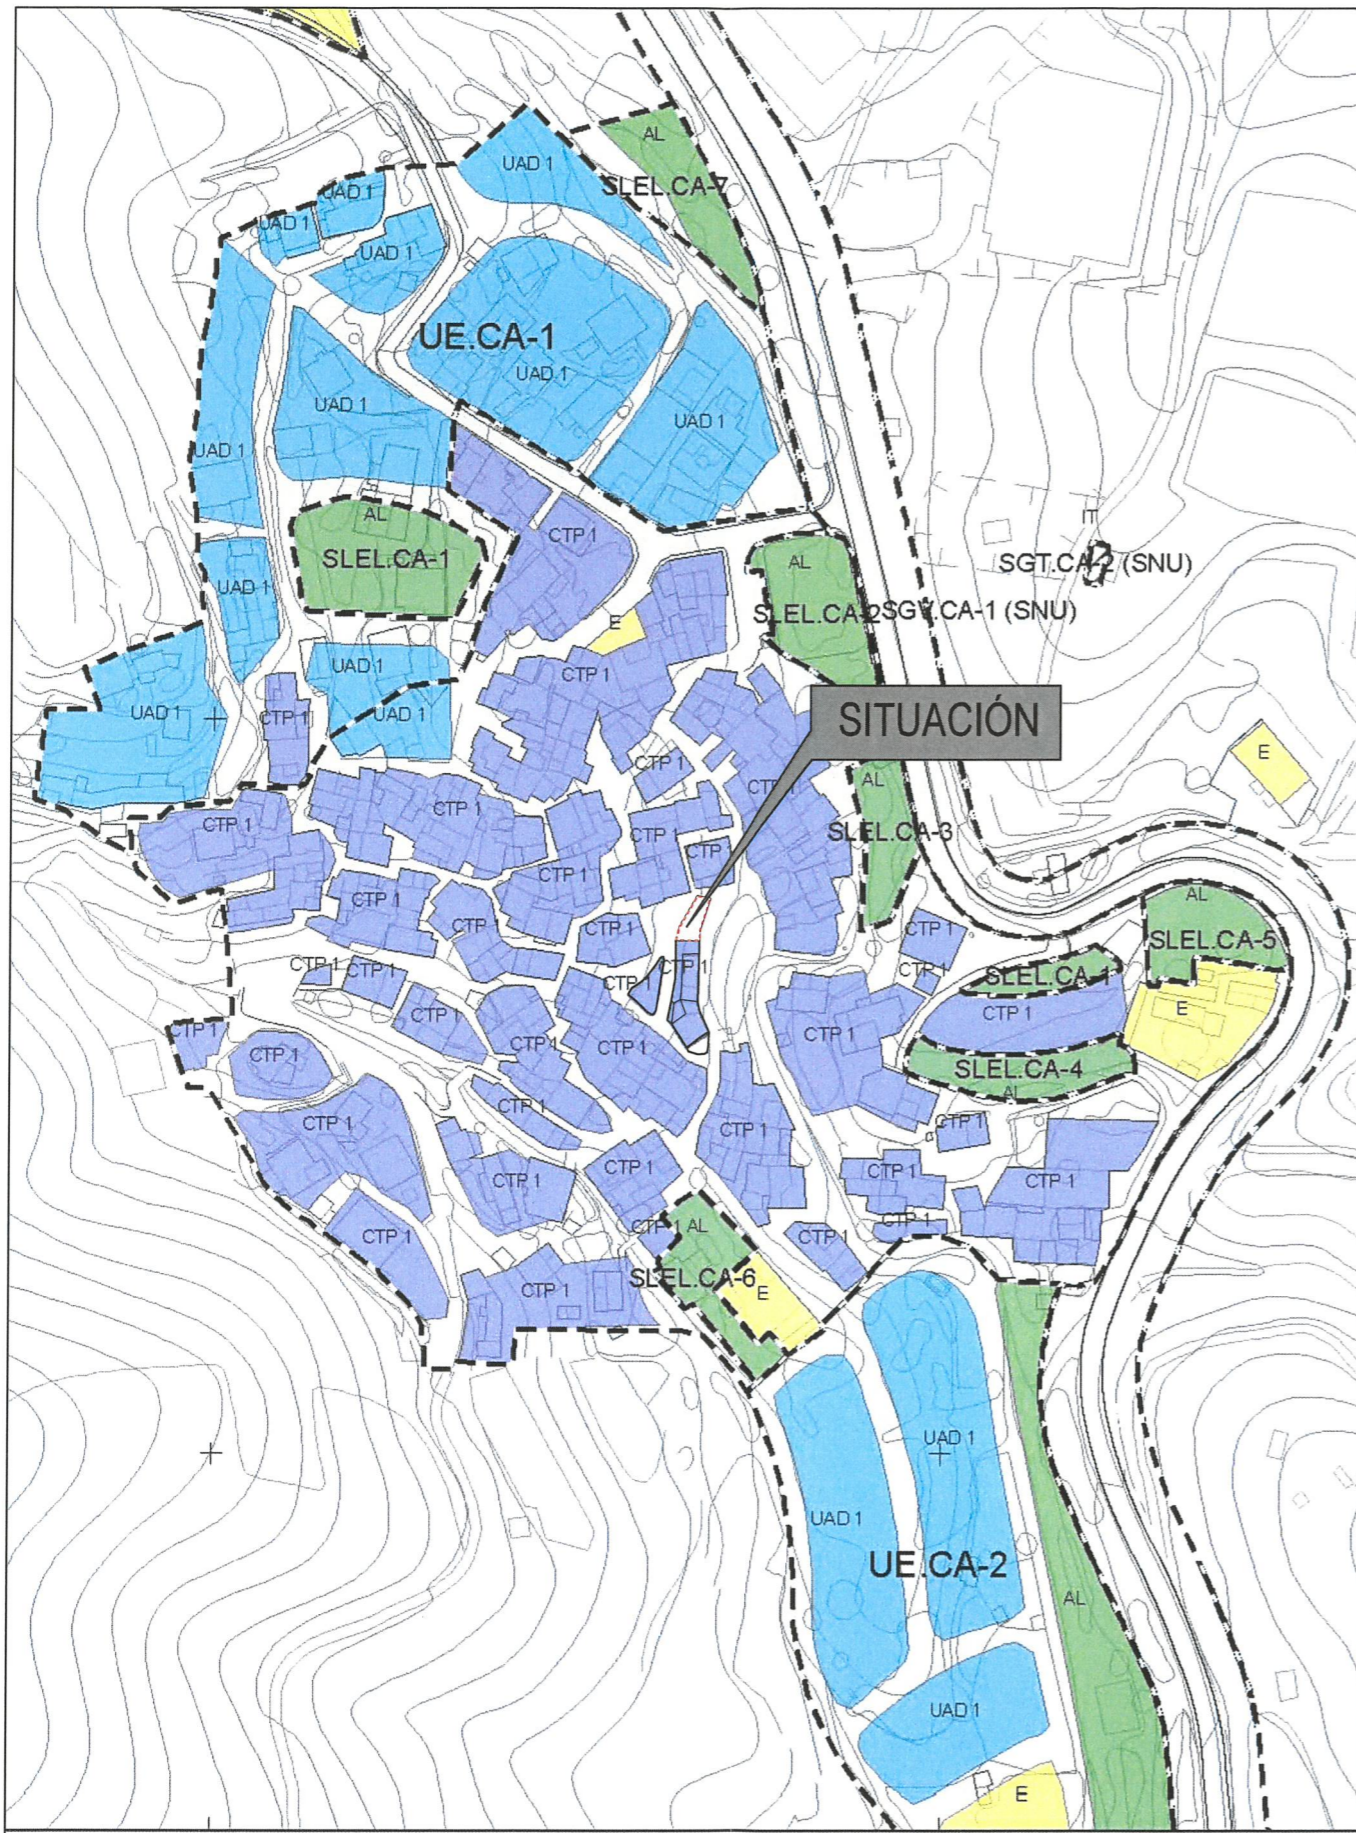 AL
UAD 1
SLEL.CA-7
UAD 1
UAD 1
UAD 1
UE.CA-1
UAD 1
UAD 1
UAD 1
UAD 1
AL
IT
CTP 1
SLEL.CA-1
AL
SGT.CA-2 (SNU)
UAD 1
SLEL.CA-2
SGV.CA-1 (SNU)
E
UAD 1
CTP 1
UAD 1
CTP 1
UAD 1
SITUACIÓN
E
CTP 1
AL
CTP 1
CTP 1
CTP 1
CTP 1
SLEL.CA-3
CTP
CTP 1
CTP 1
AL
CTP 1
CTP 1
CTP 1
SLEL.CA-5
CTP 1
CTP 1
CTP 1
CTP 1
SLEL.CA-1
CTP 1
E
CTP 1
CTP 1
CTP 1
CTP 1
CTP 1
CTP 1
CTP 1
SLEL.CA-4
AL
CTP 1
CTP 1
CTP 1
CTP 1
CTP 1
CTP 1
CTP 1
CTP 1
CTP 1
CTP 1
AL
CTP 1
CTP 1
SLEL.CA-6
CTP 1
E
UAD 1
UAD 1
UE.CA-2
AL
UAD 1
E